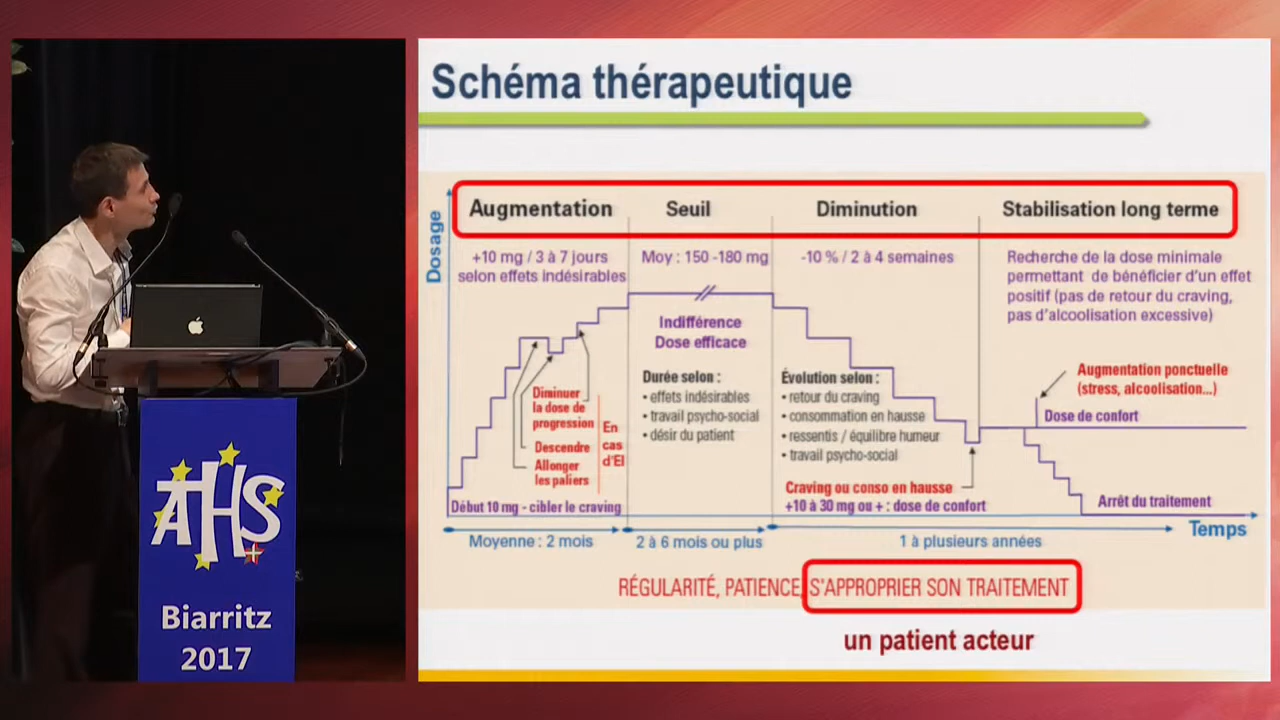 Schéma thérapeutique
Augmentation
Seuil
Diminution
Stabilisation long terme
Dosage
+10 mg / 3 à 7 jours
selon effets indésirables
Moy : 150 -180 mg
-10 % / 2 à 4 semaines
Recherche de la dose minimale
permettant de bénéficier d'un effet
positif (pas de retour du craving,
pas d'alcoolisation excessive)
Indifférence
Dose efficace
Durée selon :
• effets indésirables
• travail psycho-social
• désir du patient
Évolution selon :
• retour du craving
• consommation en hausse
• ressentis / équilibre humeur
• travail psycho-social
Augmentation ponctuelle
(stress, alcoolisation...)
Dose de confort
Diminuer
la dose de
progression
Descendre
Allonger
les paliers
En
cas
d'EI
Craving ou conso en hausse
+10 à 30 mg ou + : dose de confort
Arrêt du traitement
Début 10 mg - cibler le craving
Temps
Moyenne : 2 mois
2 à 6 mois ou plus
1 à plusieurs années
RÉGULARITÉ, PATIENCE, S'APPROPRIER SON TRAITEMENT
un patient acteur
AHS
Biarritz
2017